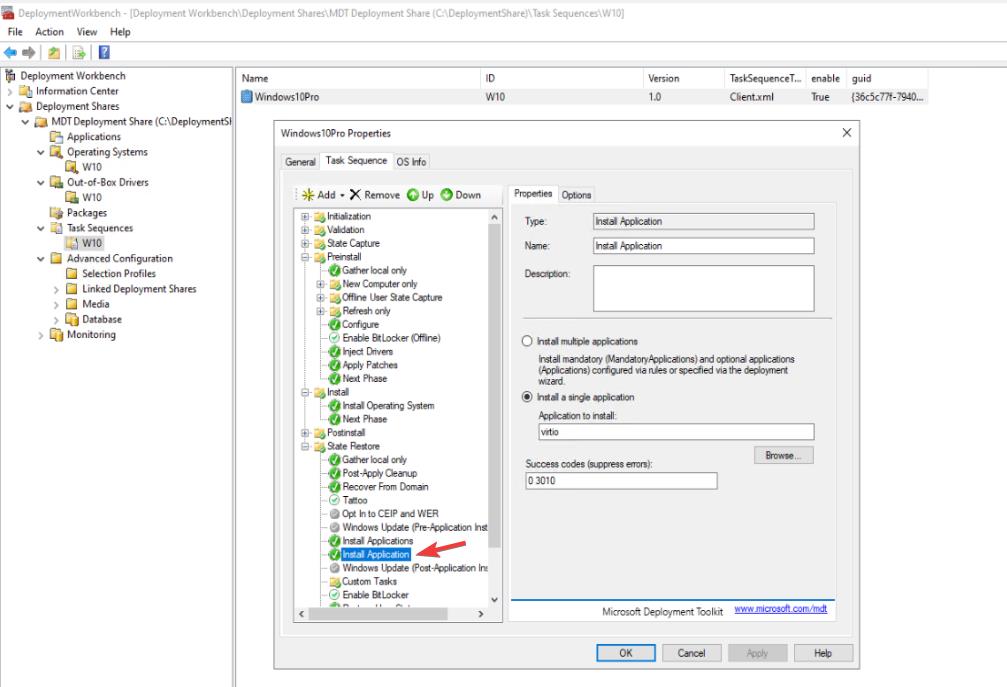 DeploymentWorkbench - [Deployment Workbench\Deployment Shares\MDT Deployment Share (C:\DeploymentShare)\Task Sequences\W10]
File Action View Help
Deployment Workbench
Information Center
Deployment Shares
MDT Deployment Share (C:\DeploymentSl
Applications
Operating Systems
W10
Out-of-Box Drivers
W10
Packages
Task Sequences
W10
Advanced Configuration
Selection Profiles
Linked Deployment Shares
Media
Database
Monitoring
Name ID Version TaskSequenceT... enable guid
Windows10Pro W10 1.0 Client.xml True {36c5c77f-7940...
Windows10Pro Properties
General Task Sequence OS Info
Add Remove Up Down
Initialization
Validation
State Capture
Preinstall
Gather local only
New Computer only
Offline User State Capture
Refresh only
Configure
Enable BitLocker (Offline)
Inject Drivers
Apply Patches
Next Phase
Install
Install Operating System
Next Phase
Postinstall
State Restore
Gather local only
Post-Apply Cleanup
Recover From Domain
Tattoo
Opt In to CEIP and WER
Windows Update (Pre-Application Inst
Install Applications
Install Application
Windows Update (Post-Application Ins
Custom Tasks
Enable BitLocker
Properties Options
Type: Install Application
Name: Install Application
Description:
Install multiple applications
Install mandatory (MandatoryApplications) and optional applications
(Applications) configured via rules or specified via the deployment
wizard.
Install a single application
Application to install:
virtio
Browse...
Success codes (suppress errors):
0 3010
Microsoft Deployment Toolkit www.microsoft.com/mdt
OK Cancel Apply Help